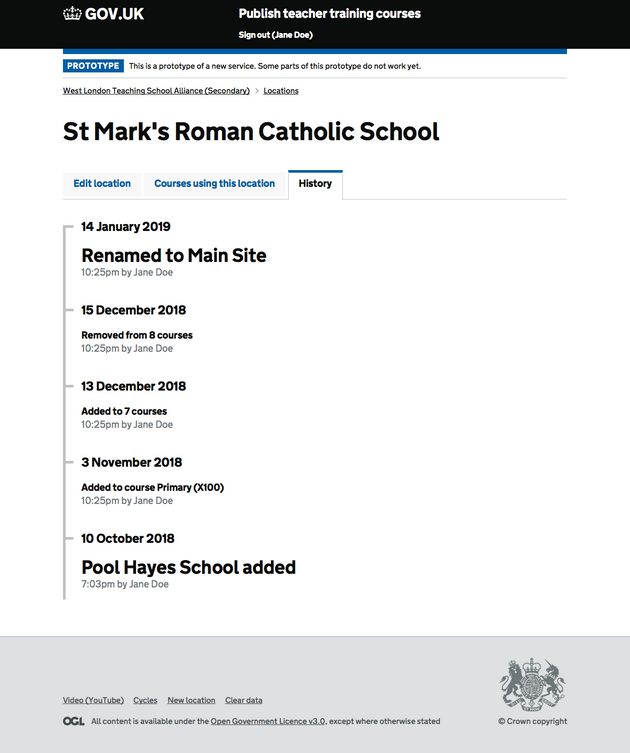 GOV.UK
Publish teacher training courses
Sign out (Jane Doe)
PROTOTYPE This is a prototype of a new service. Some parts of this prototype do not work yet.
West London Teaching School Alliance (Secondary) > Locations
St Mark's Roman Catholic School
Edit location Courses using this location History
14 January 2019
Renamed to Main Site
10:25pm by Jane Doe
15 December 2018
Removed from 8 courses
10:25pm by Jane Doe
13 December 2018
Added to 7 courses
10:25pm by Jane Doe
3 November 2018
Added to course Primary (X100)
10:25pm by Jane Doe
10 October 2018
Pool Hayes School added
7:03pm by Jane Doe
Video (YouTube) Cycles New location Clear data
OGL All content is available under the Open Government Licence v3.0, except where otherwise stated
© Crown copyright